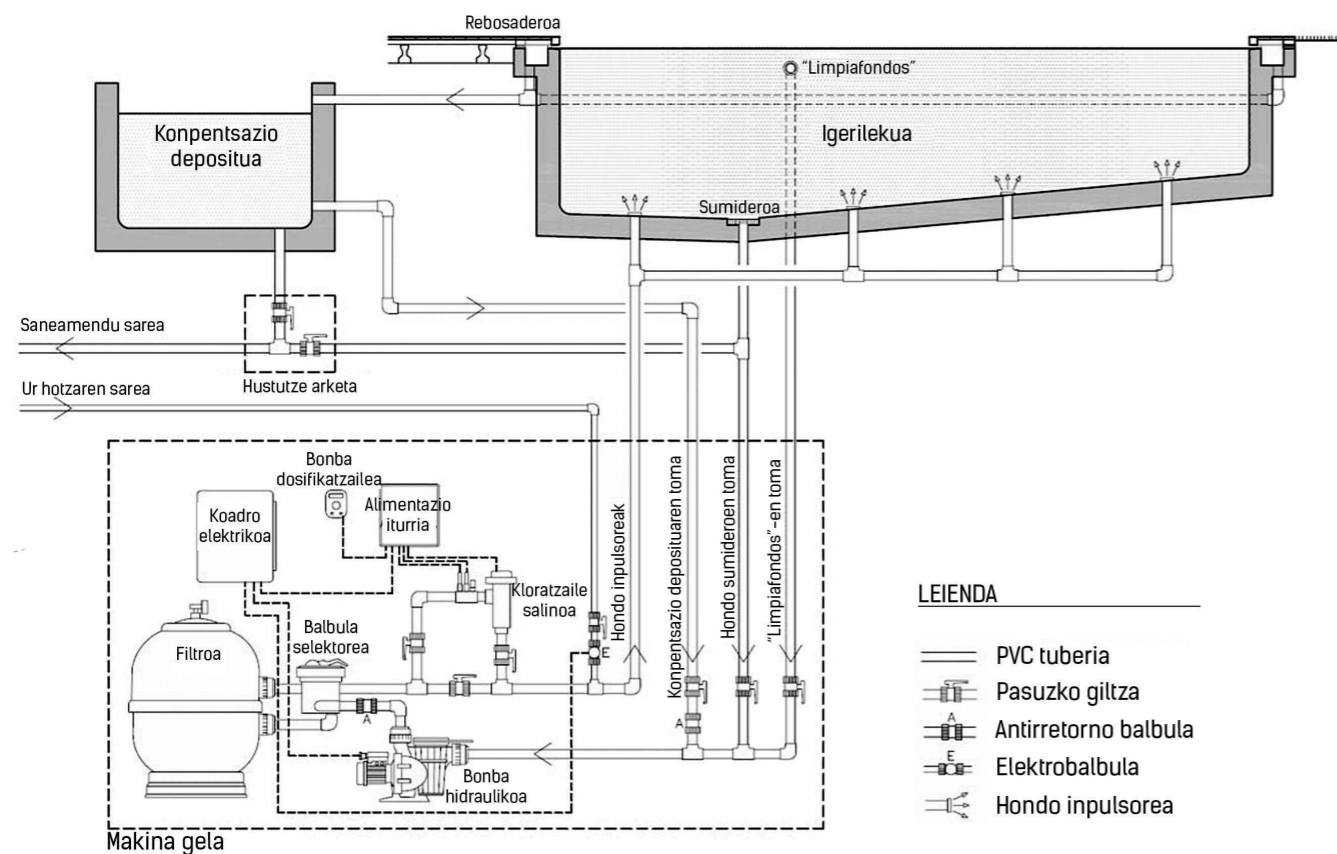 Rebosaderoa
"Limpiafondos"
Konpentsazio
depositua
Igerilekua
Sumideroa
Saneamendu sarea
Hustutze arketa
Ur hotzaren sarea
Bonba
dosifikatzailea
Alimentazio
iturria
Koadro
elektrikoa
Kloratzaile
salinoa
Hondo inpulsoreak
Konpentsazio depositoaren toma
Hondo sumideroen toma
"Limpiafondos"-en toma
Filtroa
Balbula
selektorea
E
A
A
Bonba
hidraulikoa
Makina gela
LEIENDA
PVC tuberia
Pasuzko giltza
A
Antirretorno balbula
E
Elektrobalbula
Hondo inpulsorea